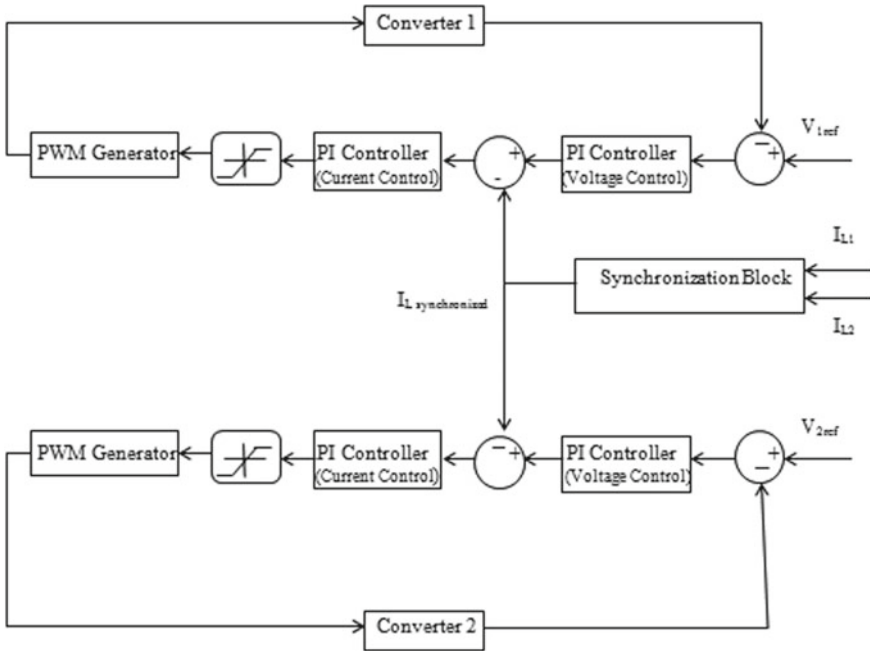 Converter 1
V1ref
PWM Generator
PI Controller
(Current Control)
+
-
PI Controller
(Voltage Control)
−
+
IL1
Synchronization Block
IL synchronized
IL2
V2ref
PWM Generator
PI Controller
(Current Control)
−
+
PI Controller
(Voltage Control)
+
−
Converter 2